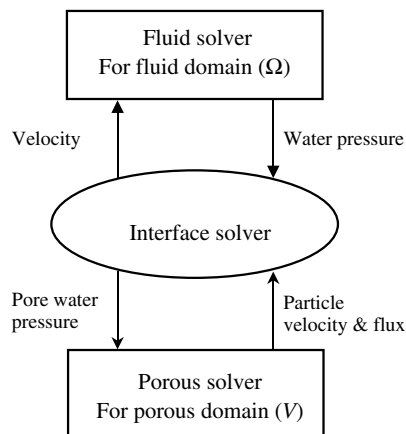 Fluid solver
For fluid domain (Ω)
Velocity
Water pressure
Interface solver
Pore water
pressure
Particle
velocity & flux
Porous solver
For porous domain (V)